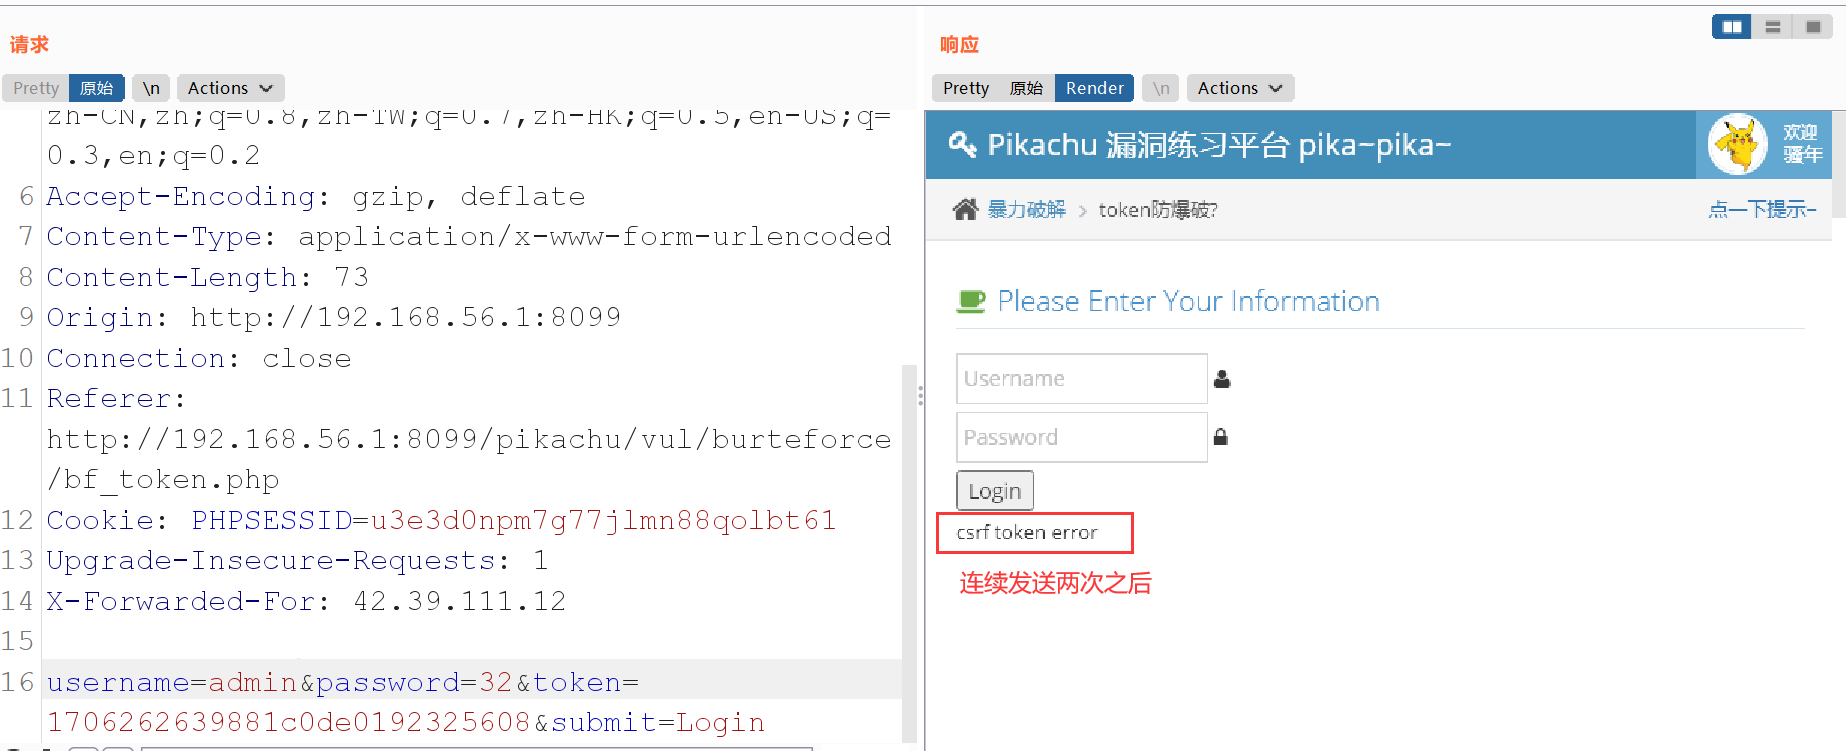 请求
Pretty 原始 \n Actions
zh-CN,zh;q=0.8,zh-TW;q=0.7,zh-HK;q=0.5,en-US;q=
0.3,en;q=0.2
6 Accept-Encoding: gzip, deflate
7 Content-Type: application/x-www-form-urlencoded
8 Content-Length: 73
9 Origin: http://192.168.56.1:8099
10 Connection: close
11 Referer:
http://192.168.56.1:8099/pikachu/vul/burteforce
/bf_token.php
12 Cookie: PHPSESSID=u3e3d0npm7g77jlmn88qolbt61
13 Upgrade-Insecure-Requests: 1
14 X-Forwarded-For: 42.39.111.12
15
16 username=admin&password=32&token=
1706262639881c0de0192325608&submit=Login
响应
Pretty 原始 Render \n Actions
Pikachu 漏洞练习平台 pika~pika~
欢迎
骚年
暴力破解 > token防爆破?
点一下提示~
Please Enter Your Information
Username
Password
Login
csrf token error
连续发送两次之后